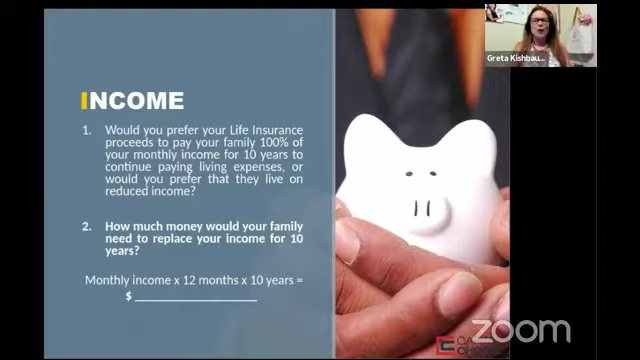 INCOME
1. Would you prefer your Life Insurance
proceeds to pay your family 100% of
your monthly income for 10 years to
continue paying living expenses, or
would you prefer that they live on
reduced income?
2. How much money would your family
need to replace your income for 10
years?
Monthly income x 12 months x 10 years =
$ ____________________
Greta Kishbau...
zoom